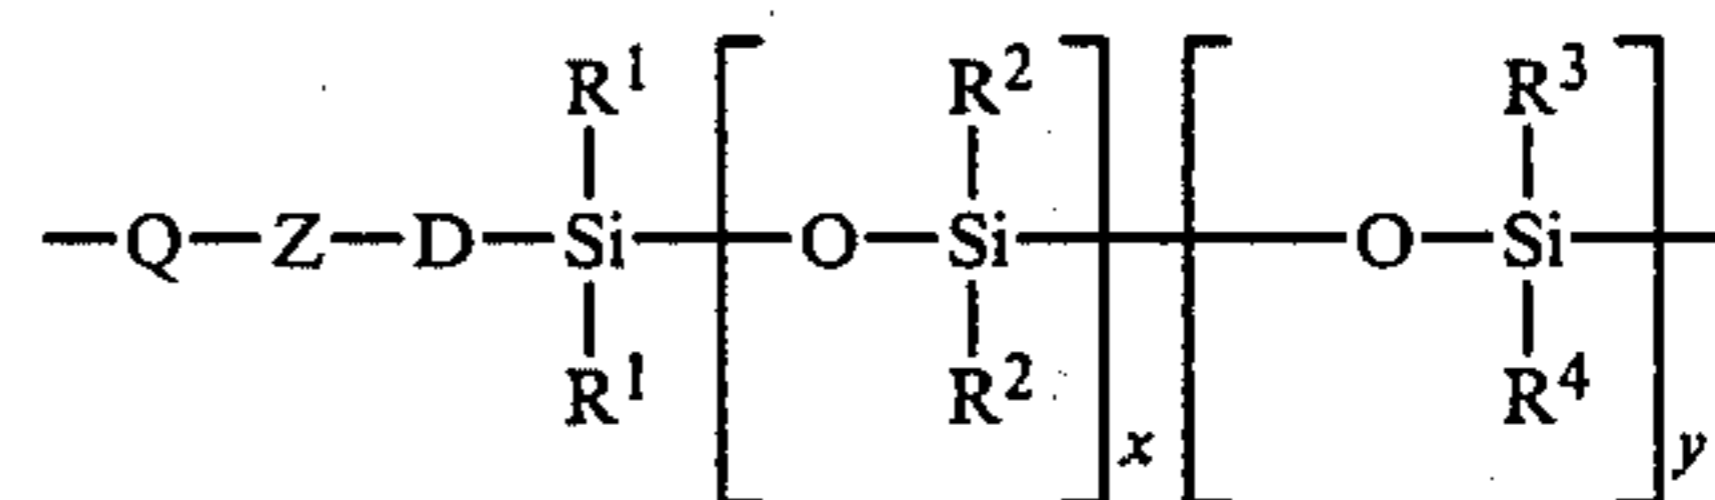 R¹ R² R³
—Q—Z—D—Si—O—Si—O—Si—
R¹ R² R⁴
x y